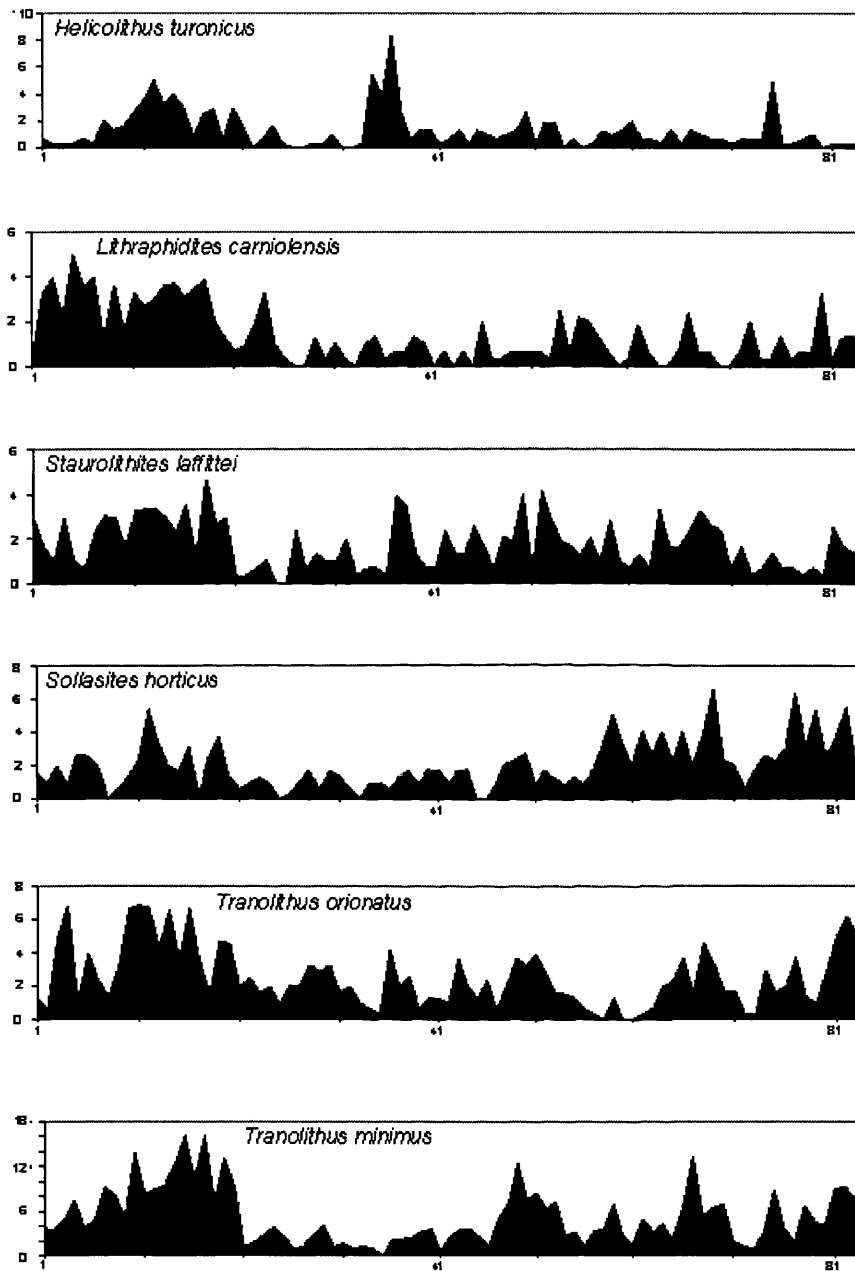 10
Helicolithus turonicus
8
6
4
2
0
1 41 81
6
Lithraphidites carniolensis
4
2
0
1 41 81
6
Staurolithites laffittei
4
2
0
1 41 81
8
Sollasites horticus
6
4
2
0
1 41 81
8
Tranolithus orionatus
6
4
2
0
1 41 81
18
Tranolithus minimus
12
6
0
1 41 81